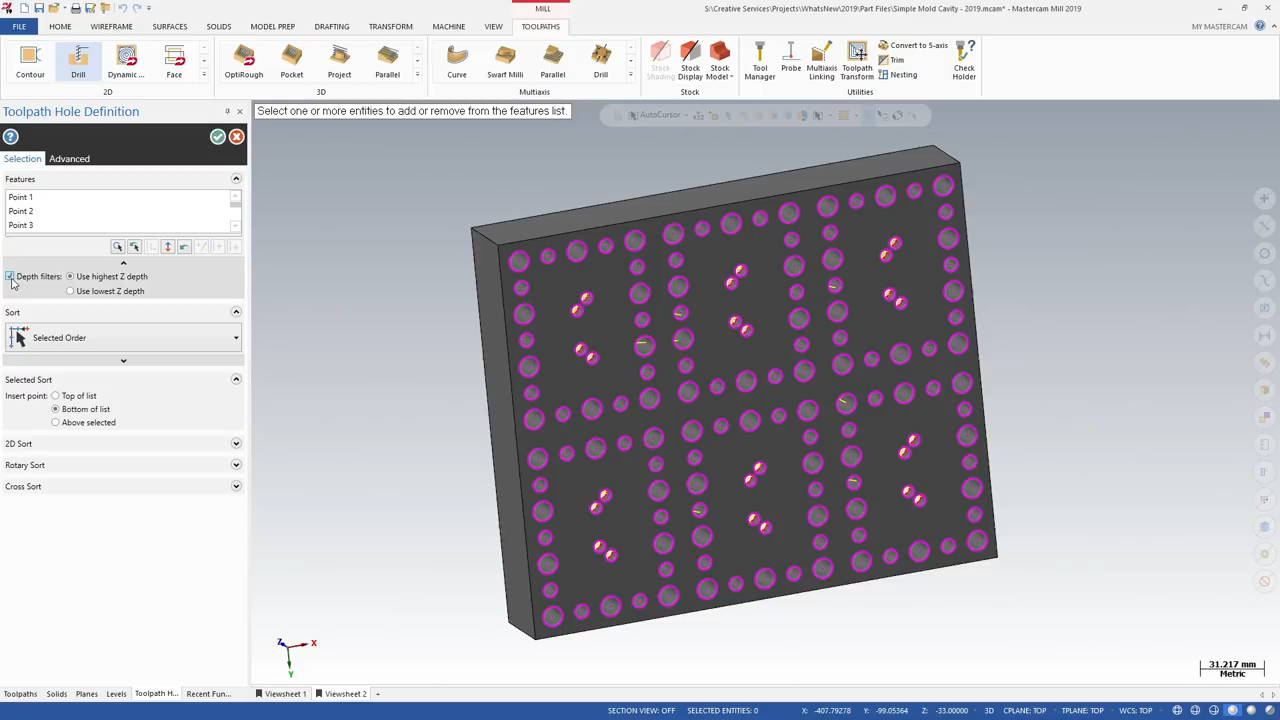 MILL
S:\Creative Services\Projects\WhatsNew\2019\Part Files\Simple Mold Cavity - 2019.mcam* - Mastercam Mill 2019
FILE HOME WIREFRAME SURFACES SOLIDS MODEL PREP DRAFTING TRANSFORM MACHINE VIEW TOOLPATHS MY MASTERCAM
Contour Drill Dynamic ... Face OptiRough Pocket Project Parallel Curve Swarf Milli Parallel Drill Stock Shading Stock Display Stock Model Tool Manager Probe Multiaxis Linking Toolpath Transform Convert to 5-axis Trim Nesting Check Holder
2D 3D Multiaxis Stock Utilities
Toolpath Hole Definition
Select one or more entities to add or remove from the features list.
AutoCursor
Selection Advanced
Features
Point 1
Point 2
Point 3
Depth filters: Use highest Z depth
Use lowest Z depth
Sort
Selected Order
Selected Sort
Insert point: Top of list
Bottom of list
Above selected
2D Sort
Rotary Sort
Cross Sort
Z X
Y
31.217 mm
Metric
Toolpaths Solids Planes Levels Toolpath H... Recent Fun... Viewsheet 1 Viewsheet 2 +
SECTION VIEW: OFF SELECTED ENTITIES: 0 X: -407.79278 Y: -99.05364 Z: -33.00000 3D CPLANE: TOP TPLANE: TOP WCS: TOP